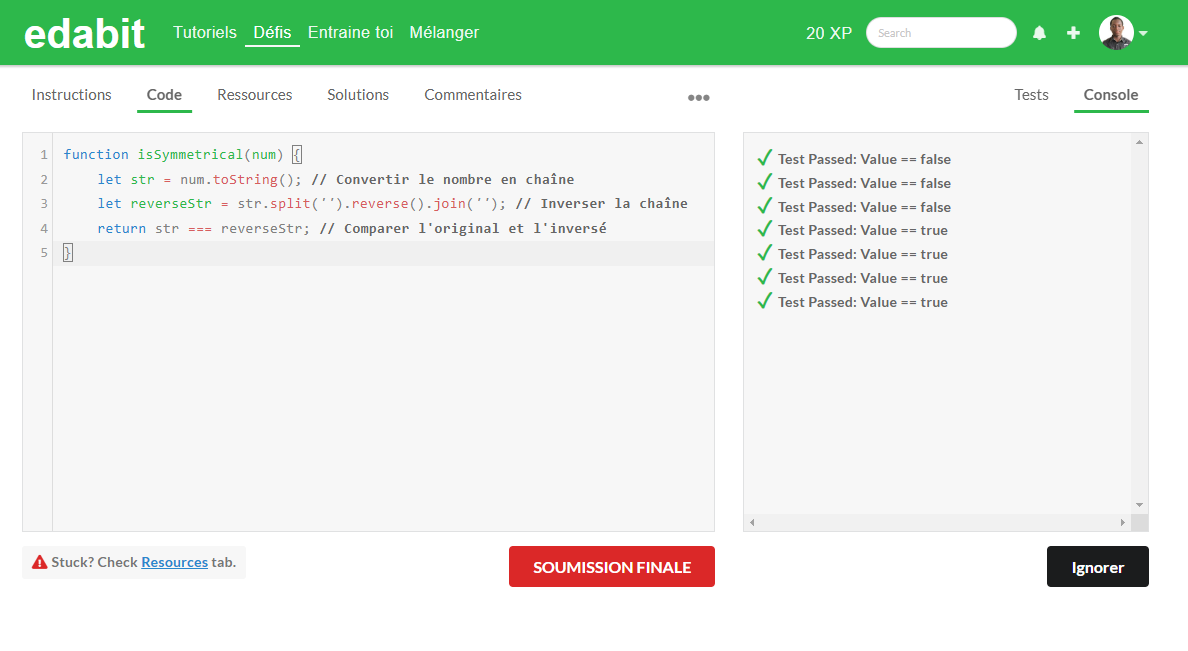 edabit Tutoriels Défis Entraine toi Mélanger 20 XP Search
Instructions Code Ressources Solutions Commentaires ••• Tests Console
1 function isSymmetrical(num) {
2 let str = num.toString(); // Convertir le nombre en chaîne
3 let reverseStr = str.split('').reverse().join(''); // Inverser la chaîne
4 return str === reverseStr; // Comparer l'original et l'inversé
5 }
✓ Test Passed: Value == false
✓ Test Passed: Value == false
✓ Test Passed: Value == false
✓ Test Passed: Value == true
✓ Test Passed: Value == true
✓ Test Passed: Value == true
✓ Test Passed: Value == true
Stuck? Check Resources tab.
SOUMISSION FINALE
Ignorer